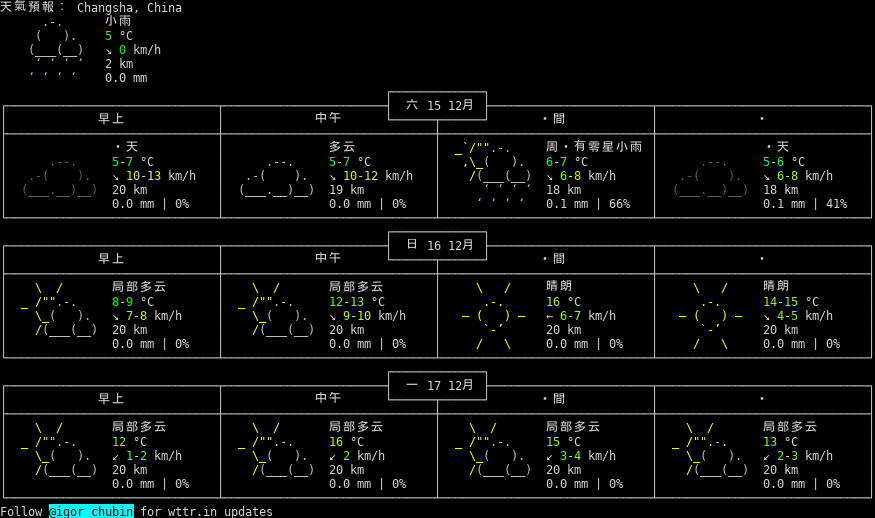 天氣預報： Changsha, China
小雨
5 °C
↘ 0 km/h
2 km
0.0 mm
六 15 12月
早上 中午 ・間 ・
・天 多云 周・有零星小雨 ・天
5-7 °C 5-7 °C 6-7 °C 5-6 °C
↘ 10-13 km/h ↘ 10-12 km/h ↘ 6-8 km/h ↘ 6-8 km/h
20 km 19 km 18 km 18 km
0.0 mm | 0% 0.0 mm | 0% 0.1 mm | 66% 0.1 mm | 41%
日 16 12月
早上 中午 ・間 ・
局部多云 局部多云 晴朗 晴朗
8-9 °C 12-13 °C 16 °C 14-15 °C
↘ 7-8 km/h ↘ 9-10 km/h ← 6-7 km/h ↘ 4-5 km/h
20 km 20 km 20 km 20 km
0.0 mm | 0% 0.0 mm | 0% 0.0 mm | 0% 0.0 mm | 0%
一 17 12月
早上 中午 ・間 ・
局部多云 局部多云 局部多云 局部多云
12 °C 16 °C 15 °C 13 °C
↙ 1-2 km/h ↙ 2 km/h ↙ 3-4 km/h ↙ 2-3 km/h
20 km 20 km 20 km 20 km
0.0 mm | 0% 0.0 mm | 0% 0.0 mm | 0% 0.0 mm | 0%
Follow @igor_chubin for wttr.in updates